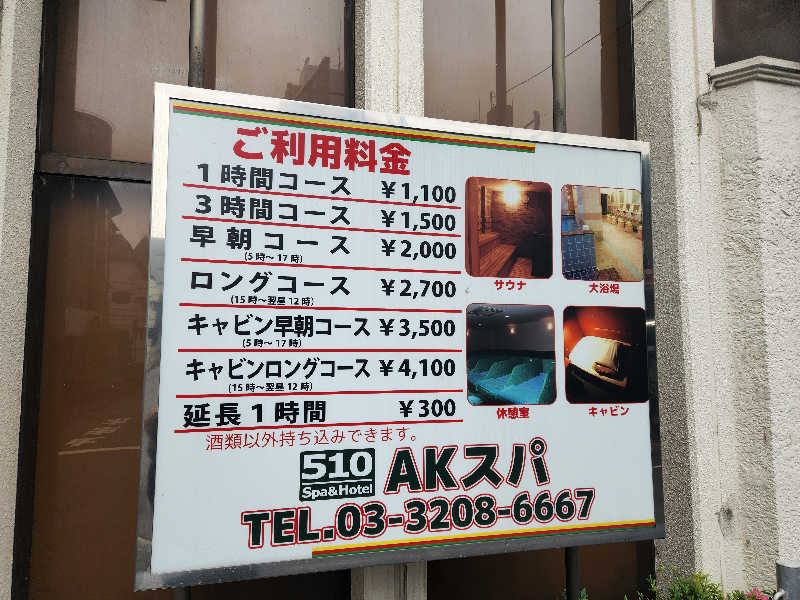 ご利用料金
1時間コース ¥1,100
3時間コース ¥1,500
早朝コース ¥2,000
(5時〜17時)
ロングコース ¥2,700
(15時〜翌昼12時)
キャビン早朝コース ¥3,500
(5時〜17時)
キャビンロングコース ¥4,100
(15時〜翌昼12時)
延長1時間 ¥300
酒類以外持ち込みできます。
サウナ
大浴場
休憩室
キャビン
510
Spa&Hotel
AKスパ
TEL.03-3208-6667